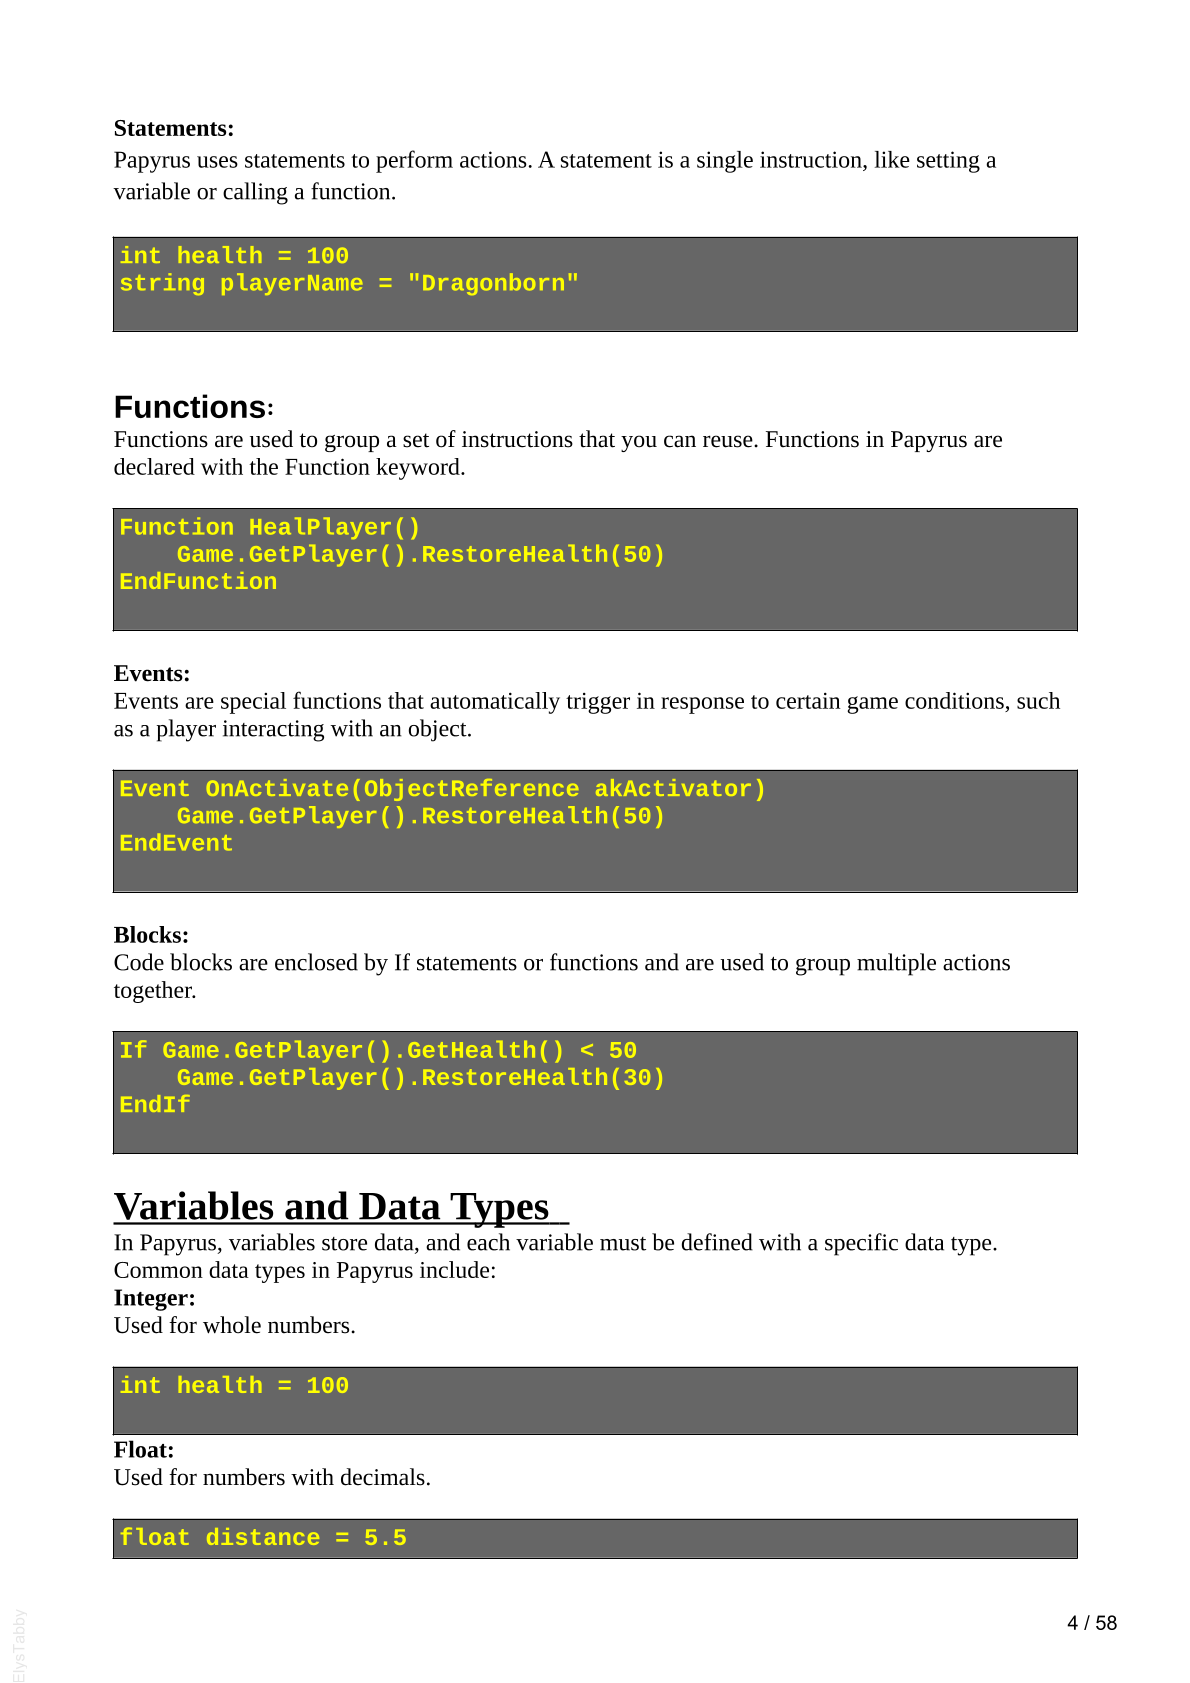 Statements:
Papyrus uses statements to perform actions. A statement is a single instruction, like setting a
variable or calling a function.
int health = 100
string playerName = "Dragonborn"
Functions:
Functions are used to group a set of instructions that you can reuse. Functions in Papyrus are
declared with the Function keyword.
Function HealPlayer()
    Game.GetPlayer().RestoreHealth(50)
EndFunction
Events:
Events are special functions that automatically trigger in response to certain game conditions, such
as a player interacting with an object.
Event OnActivate(ObjectReference akActivator)
    Game.GetPlayer().RestoreHealth(50)
EndEvent
Blocks:
Code blocks are enclosed by If statements or functions and are used to group multiple actions
together.
If Game.GetPlayer().GetHealth() < 50
    Game.GetPlayer().RestoreHealth(30)
EndIf
Variables and Data Types
In Papyrus, variables store data, and each variable must be defined with a specific data type.
Common data types in Papyrus include:
Integer:
Used for whole numbers.
int health = 100
Float:
Used for numbers with decimals.
float distance = 5.5
4 / 58
ElysTabby